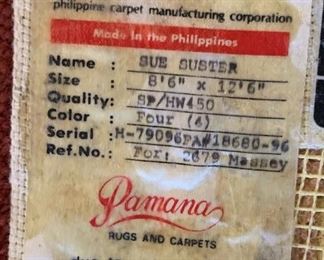 philippine carpet manufacturing corporation
Made in the Philippines
Name : SUE SUSTER
Size : 8'6" x 12'6"
Quality: SP/HW450
Color : Four (4)
Serial : H-79096PA#18680-96
Ref.No.: For: 2679 Massey
Pamana
RUGS AND CARPETS